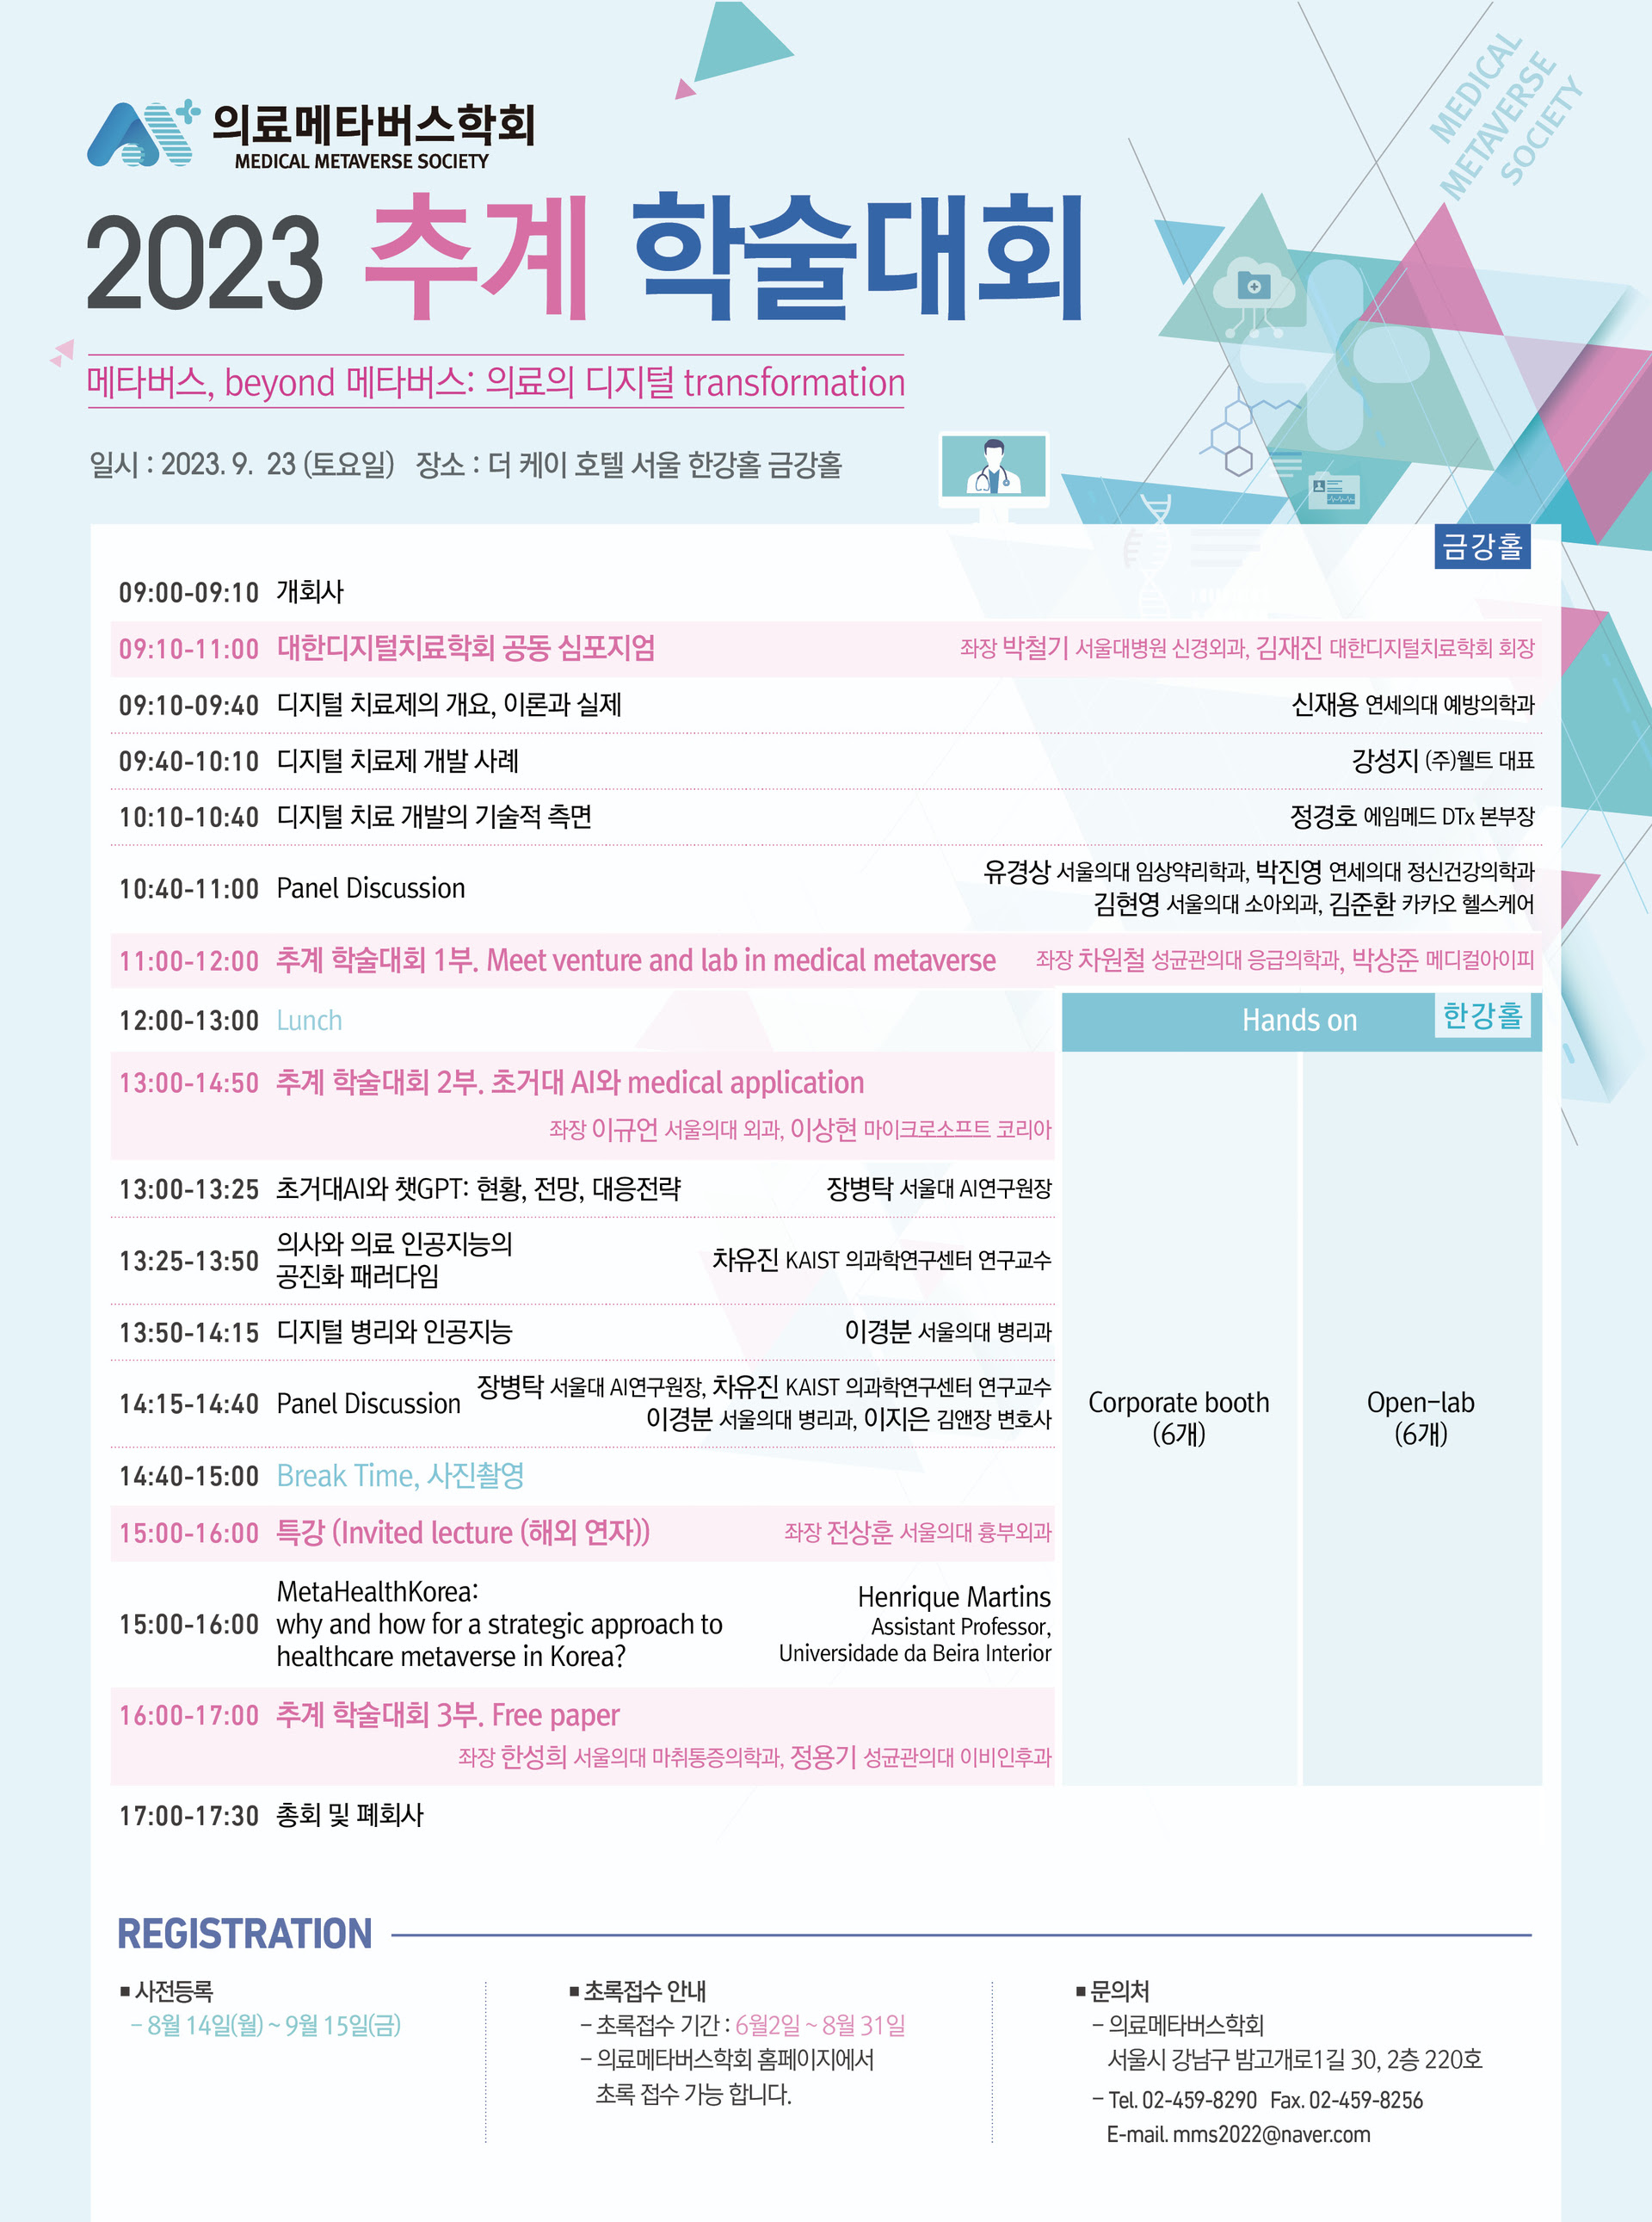 의료메타버스학회
MEDICAL METAVERSE SOCIETY
MEDICAL
METAVERSE
SOCIETY
2023 추계 학술대회
메타버스, beyond 메타버스: 의료의 디지털 transformation
일시 : 2023. 9. 23 (토요일) 장소 : 더 케이 호텔 서울 한강홀 금강홀
금강홀
09:00-09:10 개회사
09:10-11:00 대한디지털치료학회 공동 심포지엄 좌장 박철기 서울대병원 신경외과, 김재진 대한디지털치료학회 회장
09:10-09:40 디지털 치료제의 개요, 이론과 실제 신재용 연세의대 예방의학과
09:40-10:10 디지털 치료제 개발 사례 강성지 (주)웰트 대표
10:10-10:40 디지털 치료 개발의 기술적 측면 정경호 에임메드 DTx 본부장
10:40-11:00 Panel Discussion 유경상 서울의대 임상약리학과, 박진영 연세의대 정신건강의학과
김현영 서울의대 소아외과, 김준환 카카오 헬스케어
11:00-12:00 추계 학술대회 1부. Meet venture and lab in medical metaverse 좌장 차원철 성균관의대 응급의학과, 박상준 메디컬아이피
12:00-13:00 Lunch
Hands on 한강홀
13:00-14:50 추계 학술대회 2부. 초거대 AI와 medical application
좌장 이규언 서울의대 외과, 이상현 마이크로소프트 코리아
13:00-13:25 초거대AI와 챗GPT: 현황, 전망, 대응전략 장병탁 서울대 AI연구원장
13:25-13:50 의사와 의료 인공지능의
공진화 패러다임 차유진 KAIST 의과학연구센터 연구교수
13:50-14:15 디지털 병리와 인공지능 이경분 서울의대 병리과
14:15-14:40 Panel Discussion 장병탁 서울대 AI연구원장, 차유진 KAIST 의과학연구센터 연구교수
이경분 서울의대 병리과, 이지은 김앤장 변호사
Corporate booth
(6개)
Open-lab
(6개)
14:40-15:00 Break Time, 사진촬영
15:00-16:00 특강 (Invited lecture (해외 연자)) 좌장 전상훈 서울의대 흉부외과
15:00-16:00 MetaHealthKorea:
why and how for a strategic approach to
healthcare metaverse in Korea?
Henrique Martins
Assistant Professor,
Universidade da Beira Interior
16:00-17:00 추계 학술대회 3부. Free paper
좌장 한성희 서울의대 마취통증의학과, 정용기 성균관의대 이비인후과
17:00-17:30 총회 및 폐회사
REGISTRATION
■ 사전등록
- 8월 14일(월) ~ 9월 15일(금)
■ 초록접수 안내
- 초록접수 기간 : 6월2일 ~ 8월 31일
- 의료메타버스학회 홈페이지에서
초록 접수 가능 합니다.
■ 문의처
- 의료메타버스학회
서울시 강남구 밤고개로1길 30, 2층 220호
- Tel. 02-459-8290 Fax. 02-459-8256
E-mail. mms2022@naver.com